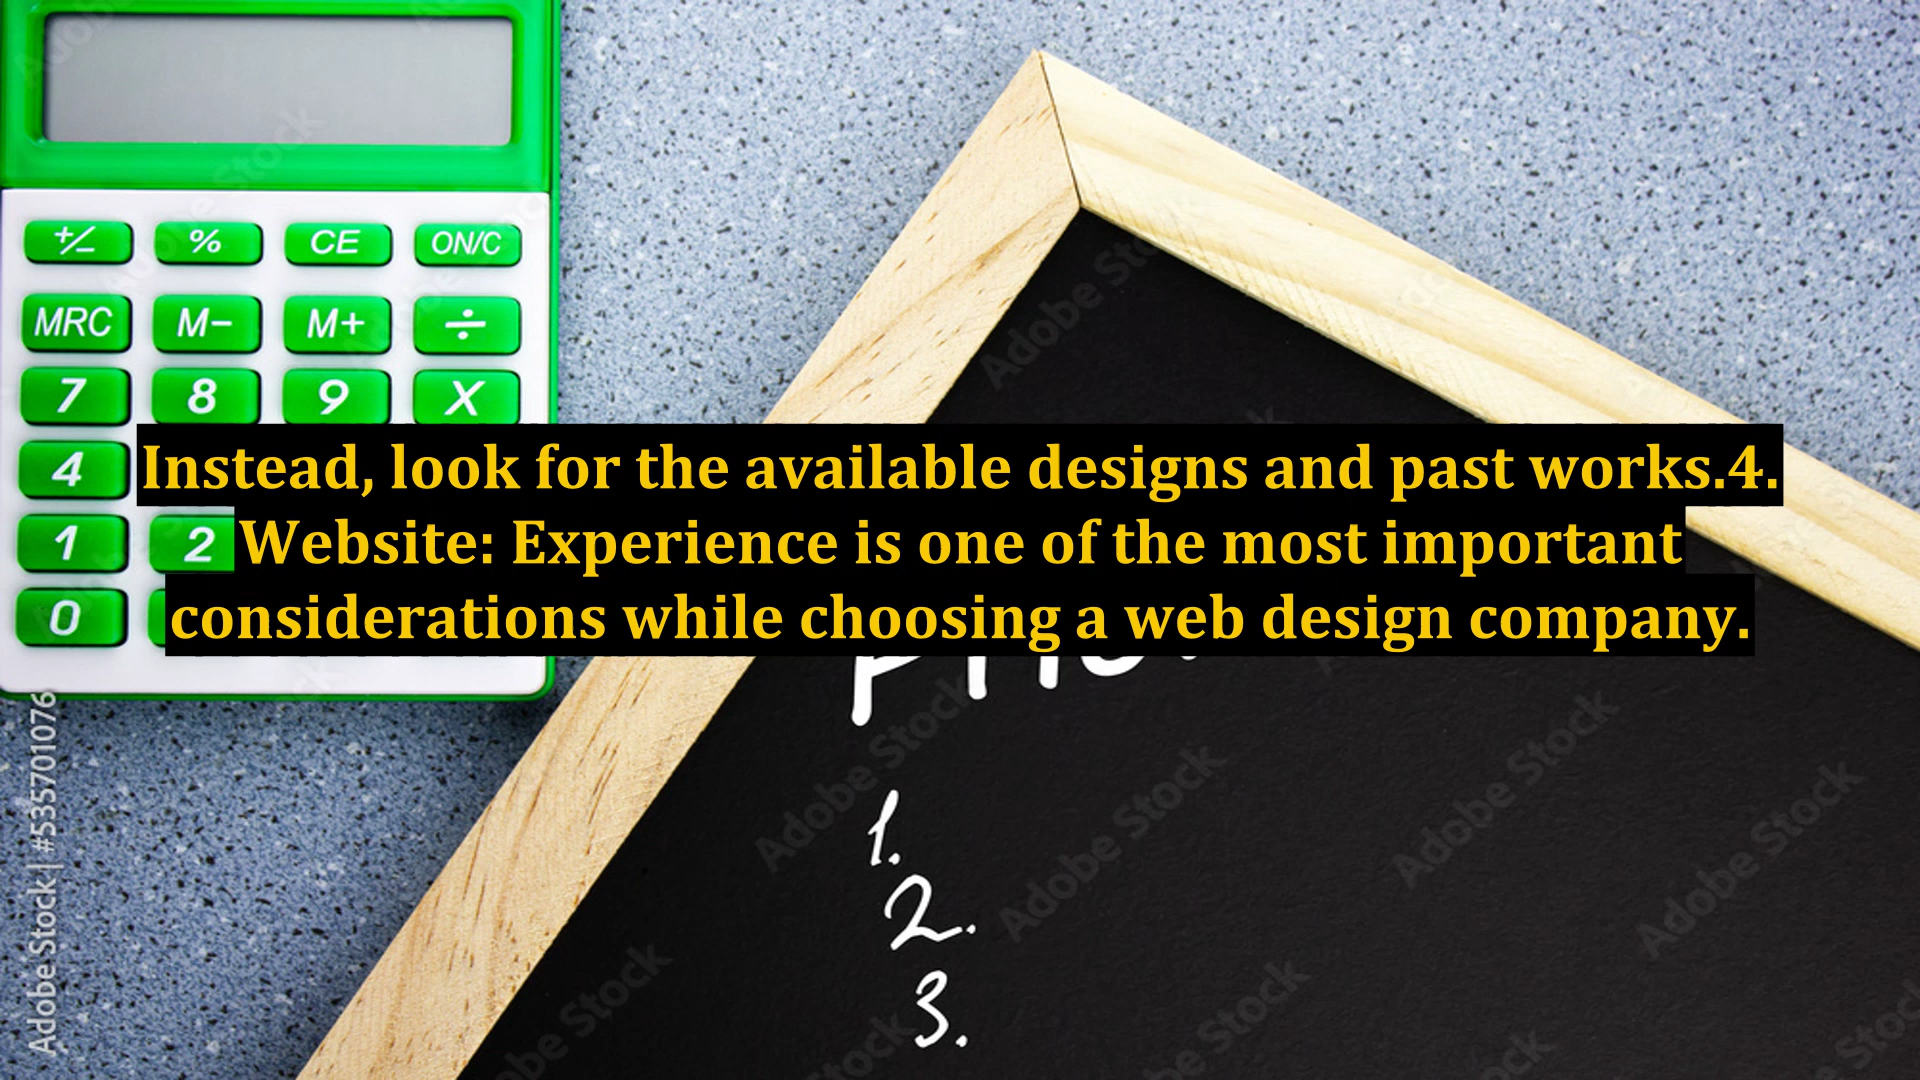 +/− % CE ON/C
MRC M− M+ ÷
7 8 9 X
4
1 2
0
Instead, look for the available designs and past works.4.
Website: Experience is one of the most important
considerations while choosing a web design company.
1.
2.
3.
Adobe Stock | #535701076